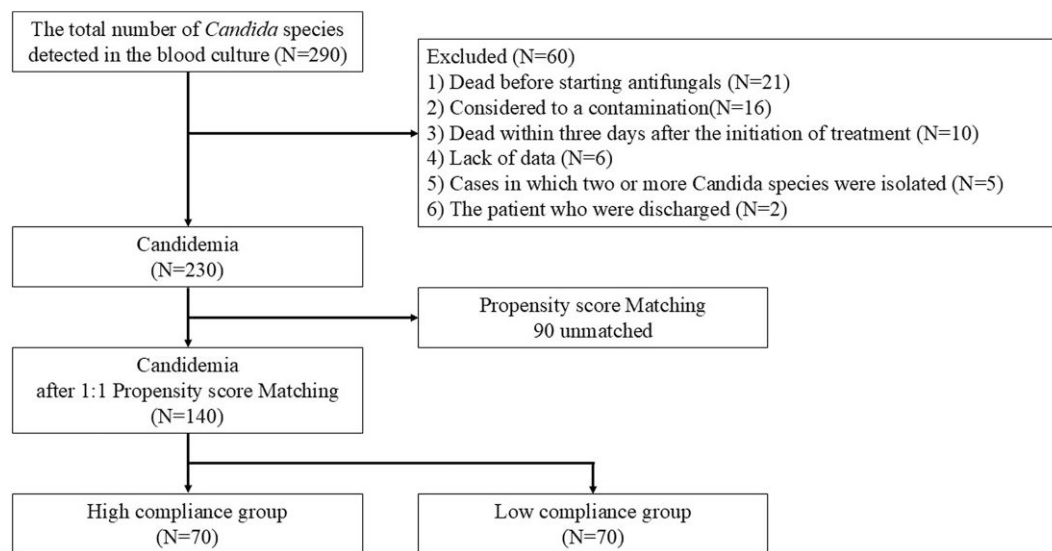 The total number of Candida species
detected in the blood culture (N=290)
Excluded (N=60)
1) Dead before starting antifungals (N=21)
2) Considered to a contamination(N=16)
3) Dead within three days after the initiation of treatment (N=10)
4) Lack of data (N=6)
5) Cases in which two or more Candida species were isolated (N=5)
6) The patient who were discharged (N=2)
Candidemia
(N=230)
Propensity score Matching
90 unmatched
Candidemia
after 1:1 Propensity score Matching
(N=140)
High compliance group
(N=70)
Low compliance group
(N=70)